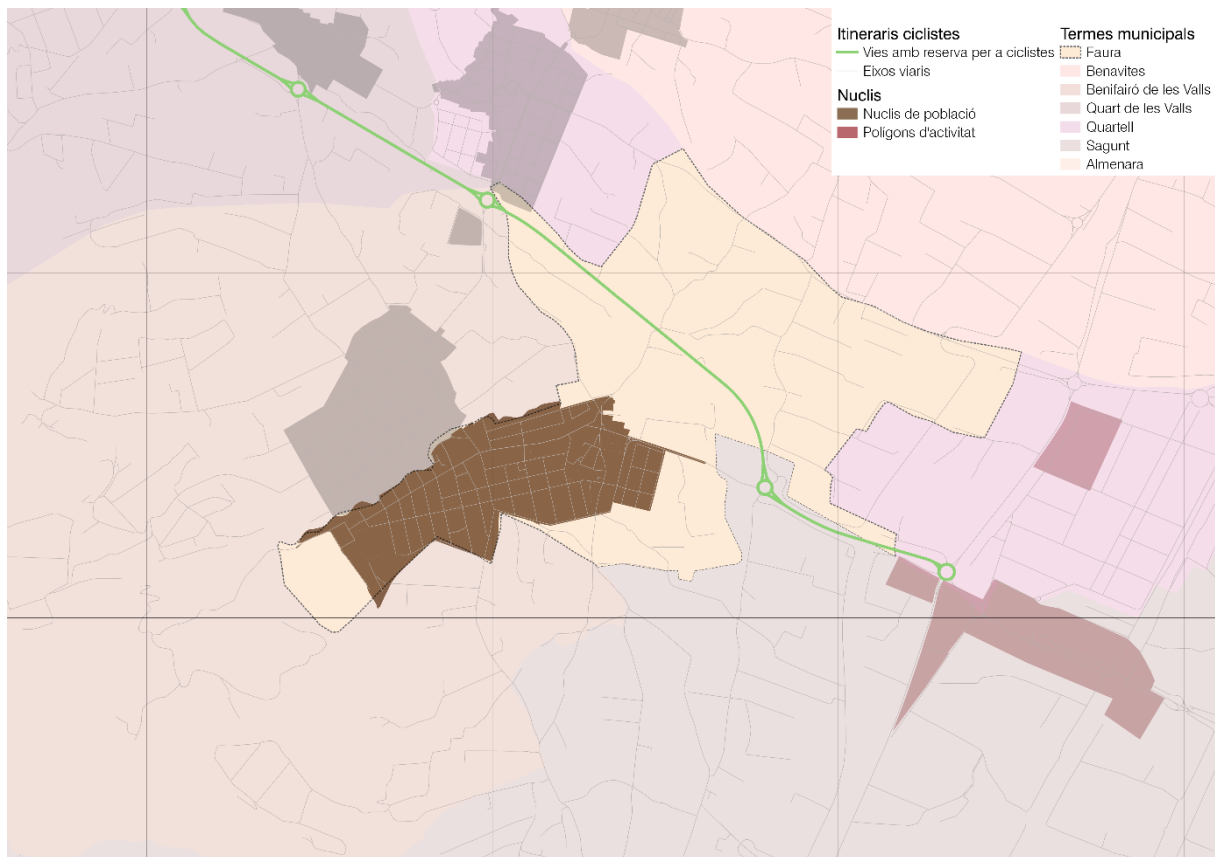 Itineraris ciclistes
Vies amb reserva per a ciclistes
Eixos viaris
Nuclis
Nuclis de població
Polígons d'activitat
Termes municipals
Faura
Benavites
Benifairó de les Valls
Quart de les Valls
Quartell
Sagunt
Almenara